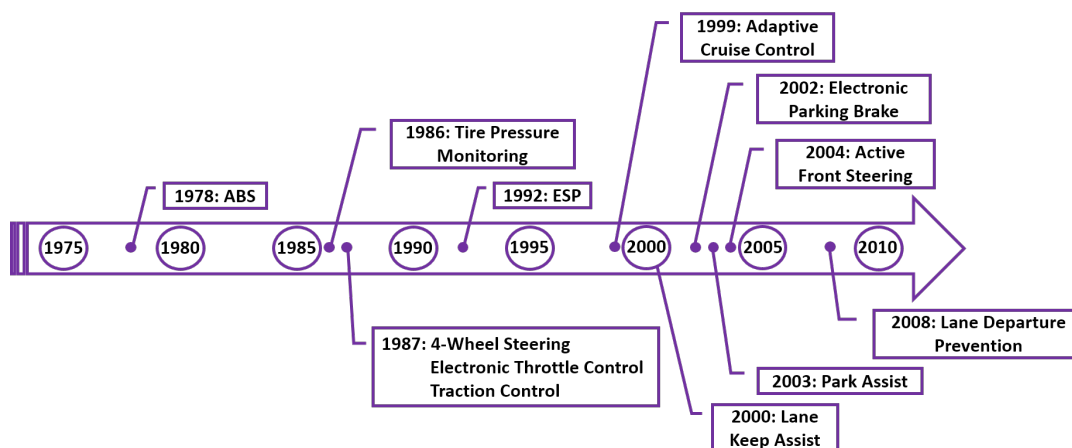 1999: Adaptive
Cruise Control
2002: Electronic
Parking Brake
1986: Tire Pressure
Monitoring
2004: Active
Front Steering
1978: ABS
1992: ESP
1975
1980
1985
1990
1995
2000
2005
2010
1987: 4-Wheel Steering
Electronic Throttle Control
Traction Control
2008: Lane Departure
Prevention
2003: Park Assist
2000: Lane
Keep Assist